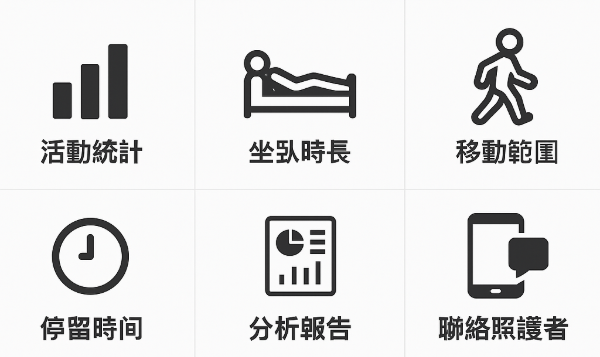 活動統計
坐臥時長
移動範圍
停留時间
分析報告
聯絡照護者